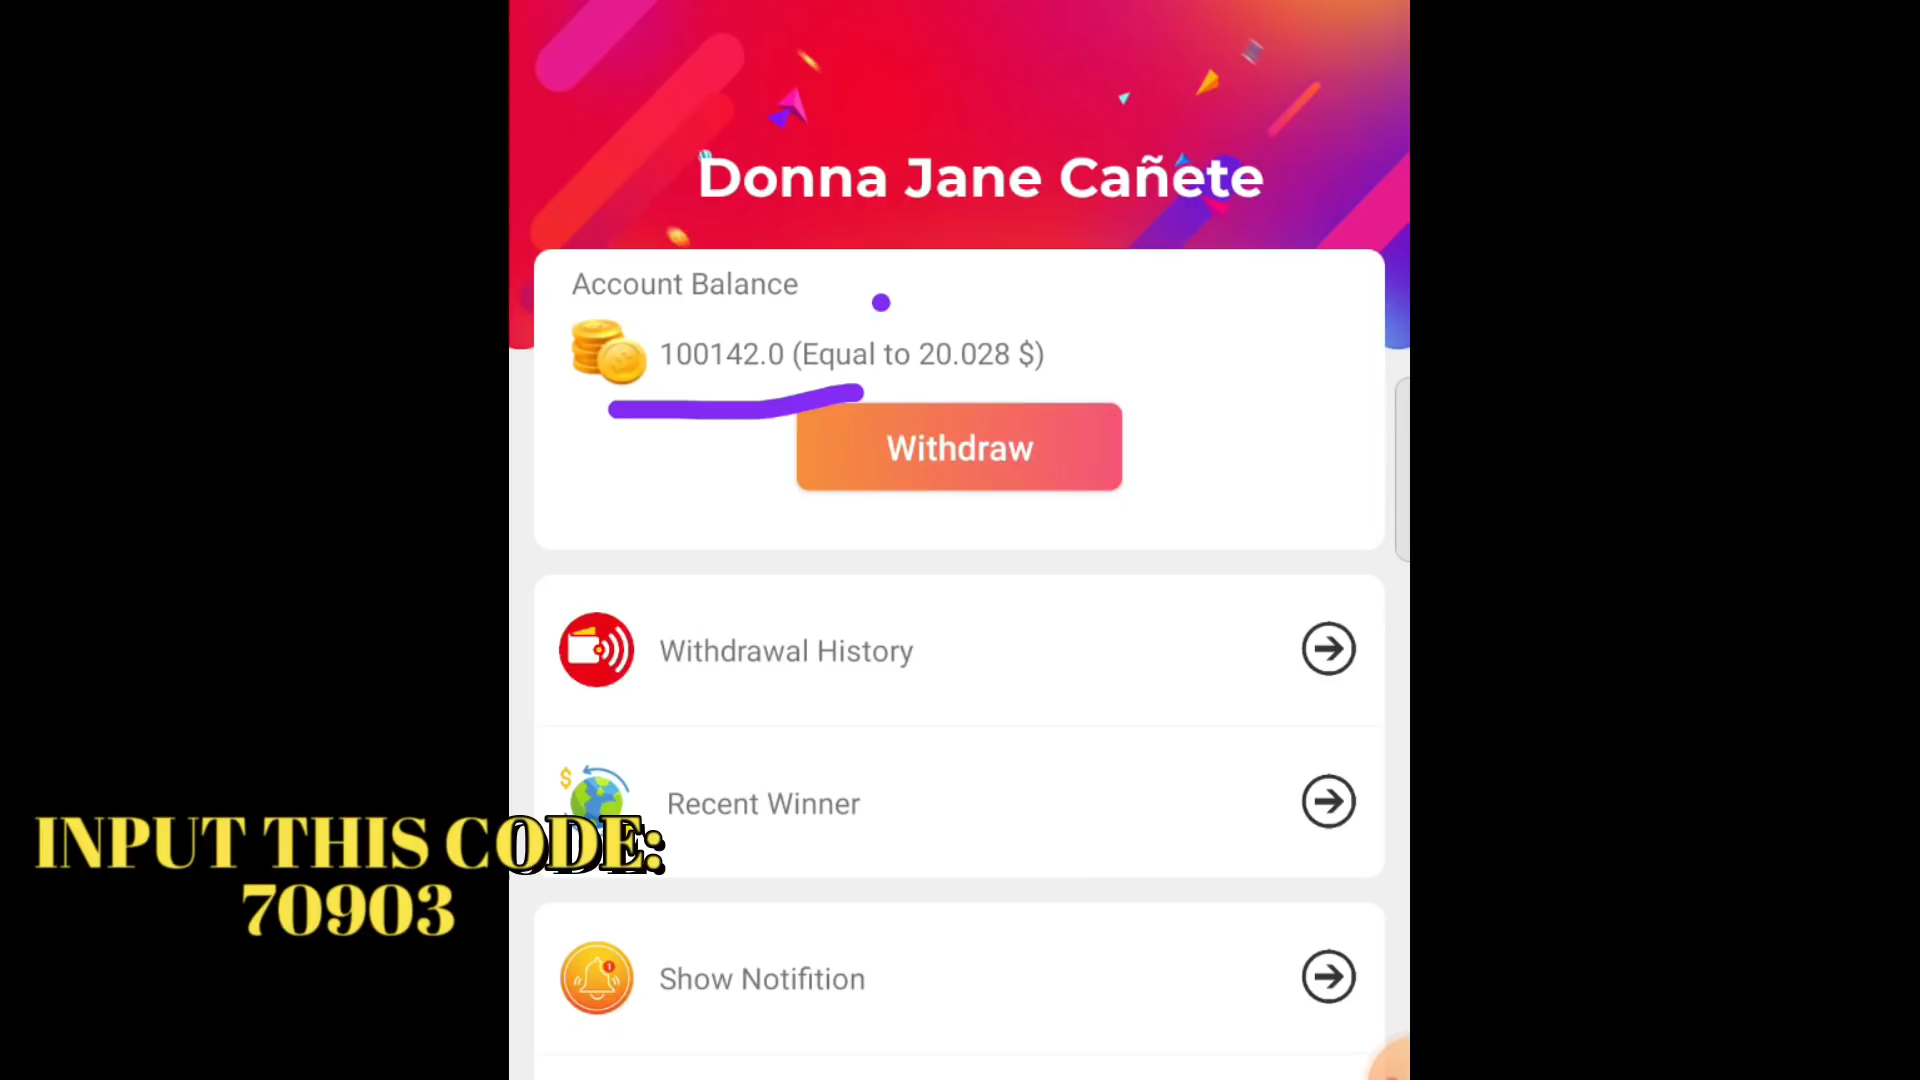 Donna Jane Cañete
Account Balance
100142.0 (Equal to 20.028 $)
Withdraw
Withdrawal History
$
Recent Winner
INPUT THIS CODE:
70903
1
Show Notifition